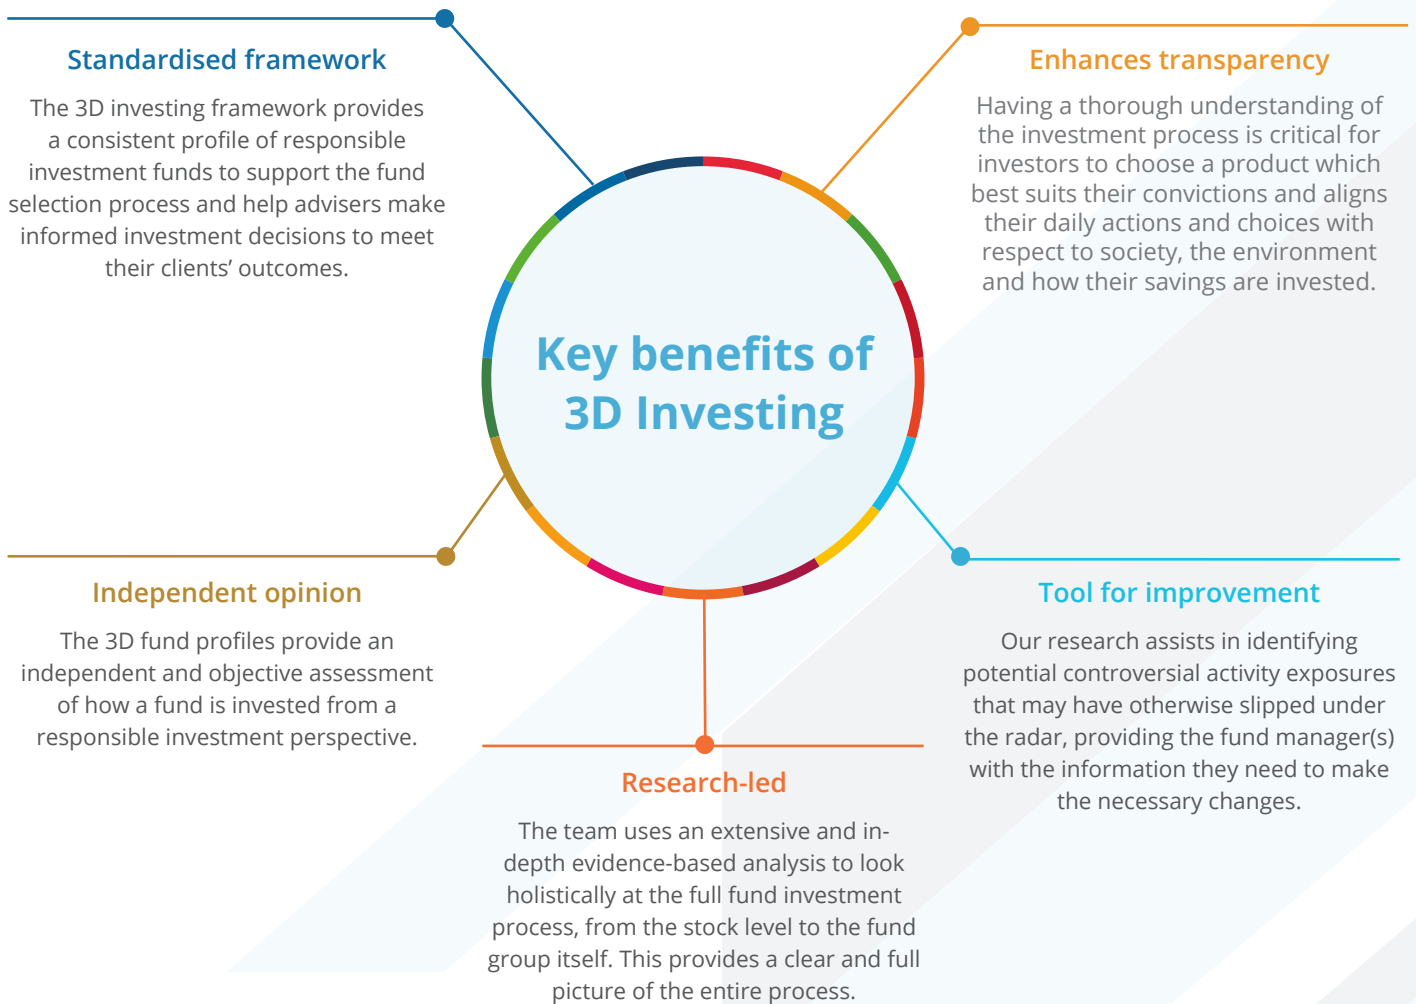 Standardised framework
The 3D investing framework provides
a consistent profile of responsible
investment funds to support the fund
selection process and help advisers make
informed investment decisions to meet
their clients’ outcomes.
Enhances transparency
Having a thorough understanding of
the investment process is critical for
investors to choose a product which
best suits their convictions and aligns
their daily actions and choices with
respect to society, the environment
and how their savings are invested.
Key benefits of
3D Investing
Independent opinion
The 3D fund profiles provide an
independent and objective assessment
of how a fund is invested from a
responsible investment perspective.
Tool for improvement
Our research assists in identifying
potential controversial activity exposures
that may have otherwise slipped under
the radar, providing the fund manager(s)
with the information they need to make
the necessary changes.
Research-led
The team uses an extensive and in-
depth evidence-based analysis to look
holistically at the full fund investment
process, from the stock level to the fund
group itself. This provides a clear and full
picture of the entire process.